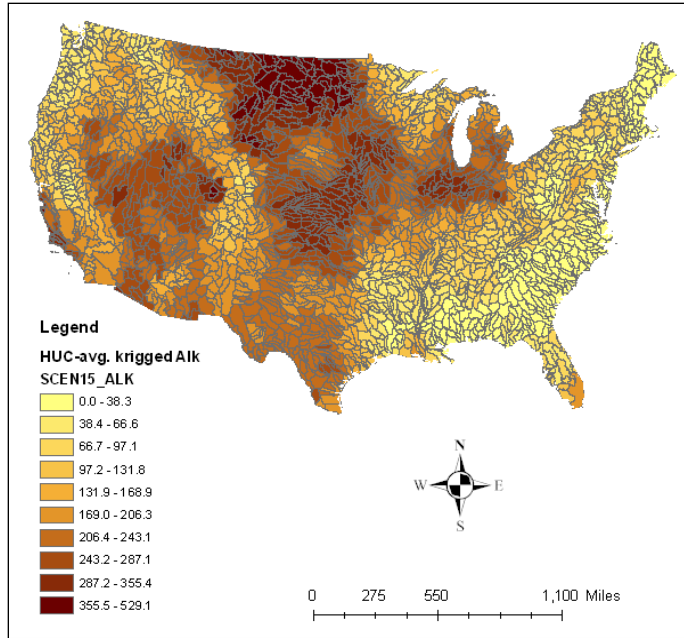 Legend
HUC-avg. krigged Alk
SCEN15_ALK
0.0 - 38.3
38.4 - 66.6
66.7 - 97.1
97.2 - 131.8
131.9 - 168.9
169.0 - 206.3
206.4 - 243.1
243.2 - 287.1
287.2 - 355.4
355.5 - 529.1
N
W E
S
0 275 550 1,100 Miles